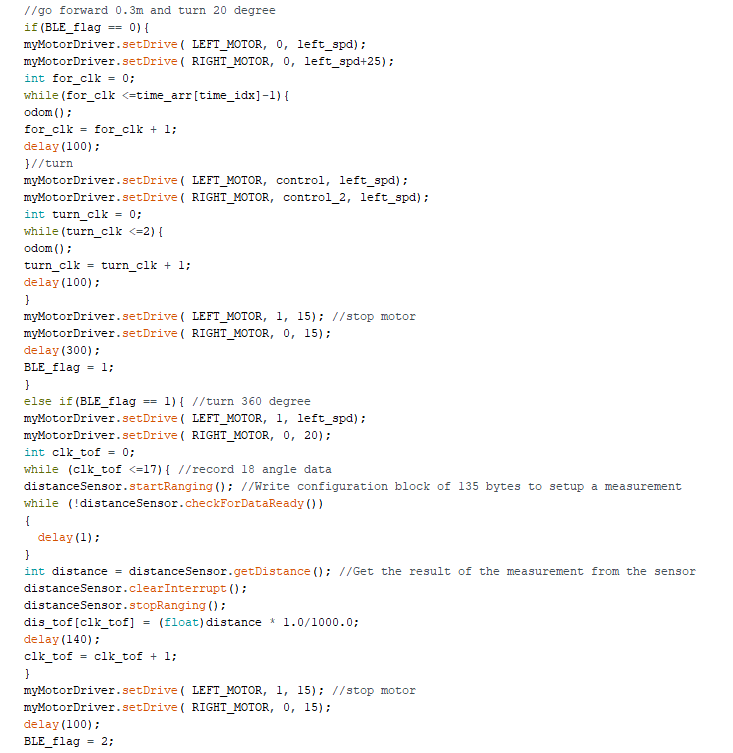 //go forward 0.3m and turn 20 degree
if(BLE_flag == 0){
myMotorDriver.setDrive( LEFT_MOTOR, 0, left_spd);
myMotorDriver.setDrive( RIGHT_MOTOR, 0, left_spd+25);
int for_clk = 0;
while(for_clk <=time_arr[time_idx]-1){
odom();
for_clk = for_clk + 1;
delay(100);
}//turn
myMotorDriver.setDrive( LEFT_MOTOR, control, left_spd);
myMotorDriver.setDrive( RIGHT_MOTOR, control_2, left_spd);
int turn_clk = 0;
while(turn_clk <=2){
odom();
turn_clk = turn_clk + 1;
delay(100);
}
myMotorDriver.setDrive( LEFT_MOTOR, 1, 15); //stop motor
myMotorDriver.setDrive( RIGHT_MOTOR, 0, 15);
delay(300);
BLE_flag = 1;
}
else if(BLE_flag == 1){ //turn 360 degree
myMotorDriver.setDrive( LEFT_MOTOR, 1, left_spd);
myMotorDriver.setDrive( RIGHT_MOTOR, 0, 20);
int clk_tof = 0;
while (clk_tof <=17){ //record 18 angle data
distanceSensor.startRanging(); //Write configuration block of 135 bytes to setup a measurement
while (!distanceSensor.checkForDataReady())
{
  delay(1);
}
int distance = distanceSensor.getDistance(); //Get the result of the measurement from the sensor
distanceSensor.clearInterrupt();
distanceSensor.stopRanging();
dis_tof[clk_tof] = (float)distance * 1.0/1000.0;
delay(140);
clk_tof = clk_tof + 1;
}
myMotorDriver.setDrive( LEFT_MOTOR, 1, 15); //stop motor
myMotorDriver.setDrive( RIGHT_MOTOR, 0, 15);
delay(100);
BLE_flag = 2;